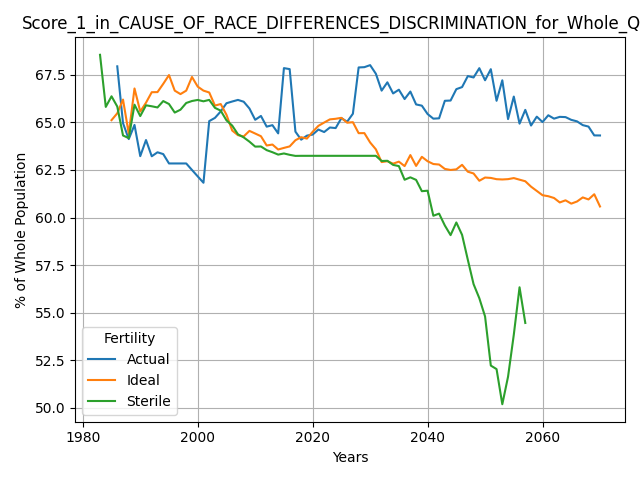 Score_1_in_CAUSE_OF_RACE_DIFFERENCES_DISCRIMINATION_for_Whole_Q
% of Whole Population
67.5
65.0
62.5
60.0
57.5
55.0
52.5
50.0
Fertility
Actual
Ideal
Sterile
1980 2000 2020 2040 2060
Years